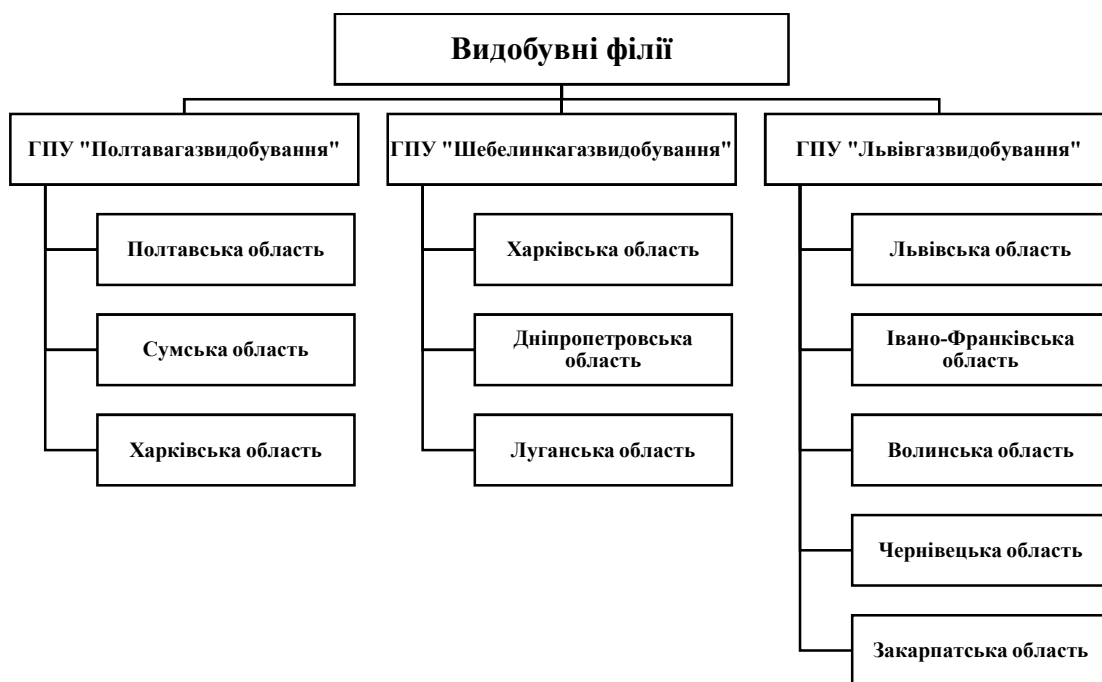 Видобувні філії
ГПУ "Полтавагазвидобування"
Полтавська область
Сумська область
Харківська область
ГПУ "Шебелинкагазвидобування"
Харківська область
Дніпропетровська
область
Луганська область
ГПУ "Львівгазвидобування"
Львівська область
Івано-Франківська
область
Волинська область
Чернівецька область
Закарпатська область